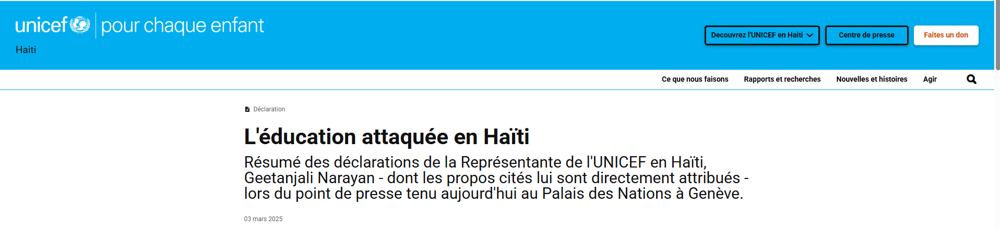 unicef pour chaque enfant
Haiti
Decouvrez l'UNICEF en Haiti
Centre de presse
Faites un don
Ce que nous faisons
Rapports et recherches
Nouvelles et histoires
Agir
Déclaration
L'éducation attaquée en Haïti
Résumé des déclarations de la Représentante de l'UNICEF en Haïti,
Geetanjali Narayan - dont les propos cités lui sont directement attribués -
lors du point de presse tenu aujourd'hui au Palais des Nations à Genève.
03 mars 2025